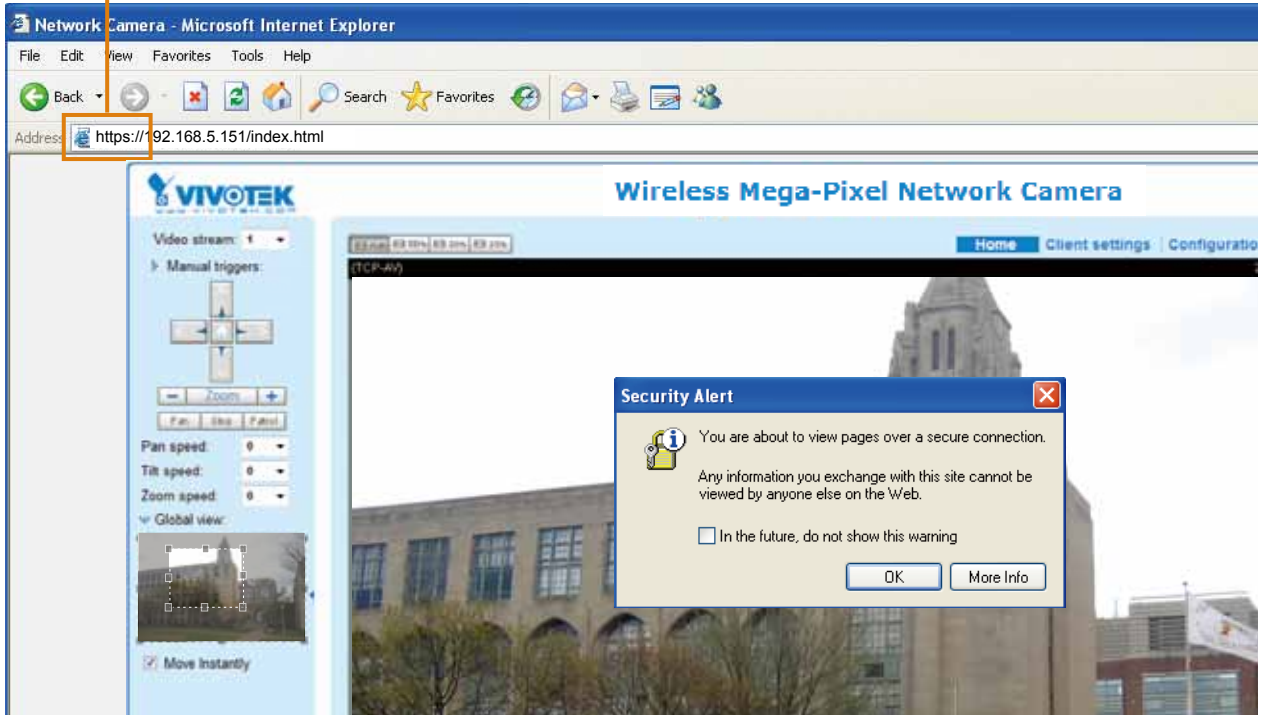 Network Camera - Microsoft Internet Explorer
File Edit View Favorites Tools Help
Back Search Favorites
Address https://192.168.5.151/index.html
VIVOTEK
www.vivotek.com
Wireless Mega-Pixel Network Camera
Video stream: 1
Home Client settings Configuratio
Manual triggers:
(TCP-AV)
Zoom
Pan Stop Patrol
Pan speed: 0
Tilt speed: 0
Zoom speed: 0
Global view:
Move Instantly
Security Alert
You are about to view pages over a secure connection.
Any information you exchange with this site cannot be
viewed by anyone else on the Web.
In the future, do not show this warning
OK More Info